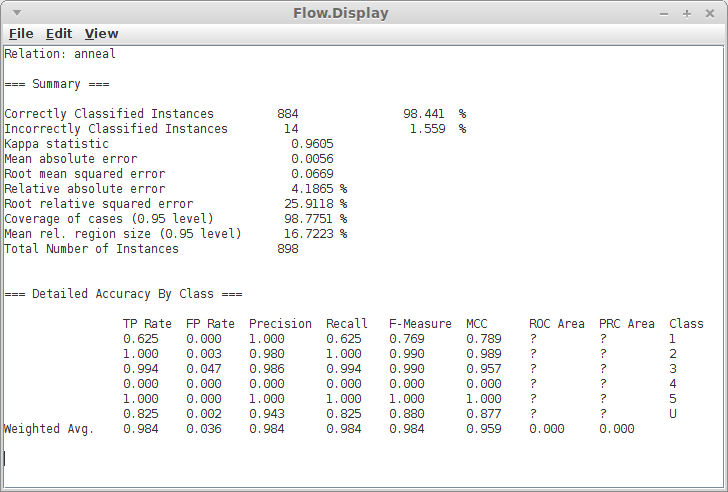 Flow.Display
File Edit View
Relation: anneal
=== Summary ===
Correctly Classified Instances 884 98.441 %
Incorrectly Classified Instances 14 1.559 %
Kappa statistic 0.9605
Mean absolute error 0.0056
Root mean squared error 0.0669
Relative absolute error 4.1865 %
Root relative squared error 25.9118 %
Coverage of cases (0.95 level) 98.7751 %
Mean rel. region size (0.95 level) 16.7223 %
Total Number of Instances 898
=== Detailed Accuracy By Class ===
TP Rate FP Rate Precision Recall F-Measure MCC ROC Area PRC Area Class
0.625 0.000 1.000 0.625 0.769 0.789 ? ? 1
1.000 0.003 0.980 1.000 0.990 0.989 ? ? 2
0.994 0.047 0.986 0.994 0.990 0.957 ? ? 3
0.000 0.000 0.000 0.000 0.000 0.000 ? ? 4
1.000 0.000 1.000 1.000 1.000 1.000 ? ? 5
0.825 0.002 0.943 0.825 0.880 0.877 ? ? U
Weighted Avg. 0.984 0.036 0.984 0.984 0.984 0.959 0.000 0.000